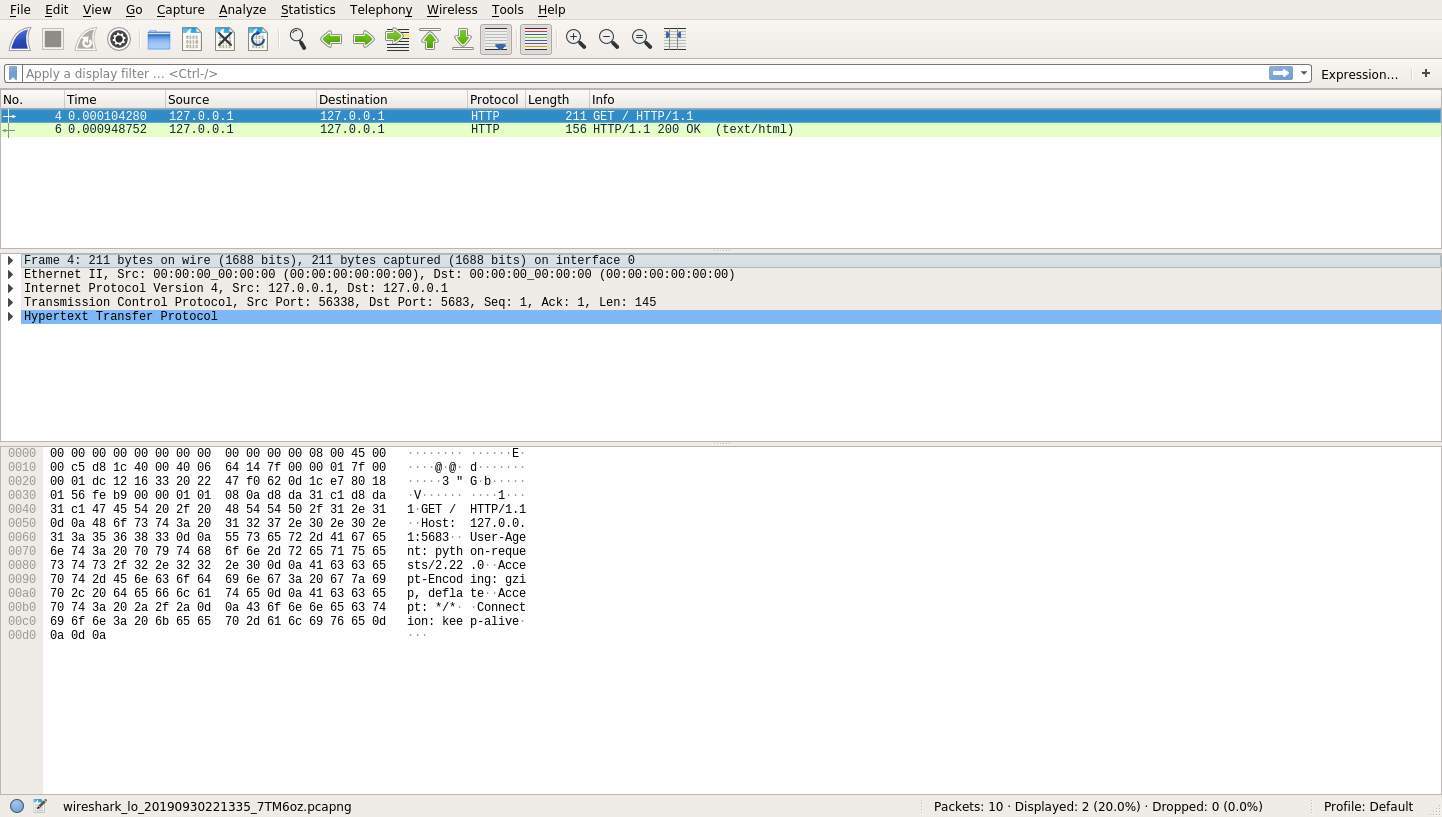 File Edit View Go Capture Analyze Statistics Telephony Wireless Tools Help
Apply a display filter ... <Ctrl-/> Expression... +
No. Time Source Destination Protocol Length Info
4 0.000104280 127.0.0.1 127.0.0.1 HTTP 211 GET / HTTP/1.1
6 0.000948752 127.0.0.1 127.0.0.1 HTTP 156 HTTP/1.1 200 OK  (text/html)
Frame 4: 211 bytes on wire (1688 bits), 211 bytes captured (1688 bits) on interface 0
Ethernet II, Src: 00:00:00_00:00:00 (00:00:00:00:00:00), Dst: 00:00:00_00:00:00 (00:00:00:00:00:00)
Internet Protocol Version 4, Src: 127.0.0.1, Dst: 127.0.0.1
Transmission Control Protocol, Src Port: 56338, Dst Port: 5683, Seq: 1, Ack: 1, Len: 145
Hypertext Transfer Protocol
0000 00 00 00 00 00 00 00 00  00 00 00 00 08 00 45 00 ········ ······E·
0010 00 c5 d8 1c 40 00 40 06  64 14 7f 00 00 01 7f 00 ····@·@· d·······
0020 00 01 dc 12 16 33 20 22  47 f0 62 0d 1c e7 80 18 ·····3 " G·b·····
0030 01 56 fe b9 00 00 01 01  08 0a d8 da 31 c1 d8 da ·V······ ····1···
0040 31 c1 47 45 54 20 2f 20  48 54 54 50 2f 31 2e 31 1·GET /  HTTP/1.1
0050 0d 0a 48 6f 73 74 3a 20  31 32 37 2e 30 2e 30 2e ··Host:  127.0.0.
0060 31 3a 35 36 38 33 0d 0a  55 73 65 72 2d 41 67 65 1:5683·· User-Age
0070 6e 74 3a 20 70 79 74 68  6f 6e 2d 72 65 71 75 65 nt: pyth on-reque
0080 73 74 73 2f 32 2e 32 32  2e 30 0d 0a 41 63 63 65 sts/2.22 .0··Acce
0090 70 74 2d 45 6e 63 6f 64  69 6e 67 3a 20 67 7a 69 pt-Encod ing: gzi
00a0 70 2c 20 64 65 66 6c 61  74 65 0d 0a 41 63 63 65 p, defla te··Acce
00b0 70 74 3a 20 2a 2f 2a 0d  0a 43 6f 6e 6e 65 63 74 pt: */*· ·Connect
00c0 69 6f 6e 3a 20 6b 65 65  70 2d 61 6c 69 76 65 0d ion: kee p-alive·
00d0 0a 0d 0a ···
wireshark_lo_20190930221335_7TM6oz.pcapng Packets: 10 · Displayed: 2 (20.0%) · Dropped: 0 (0.0%) Profile: Default